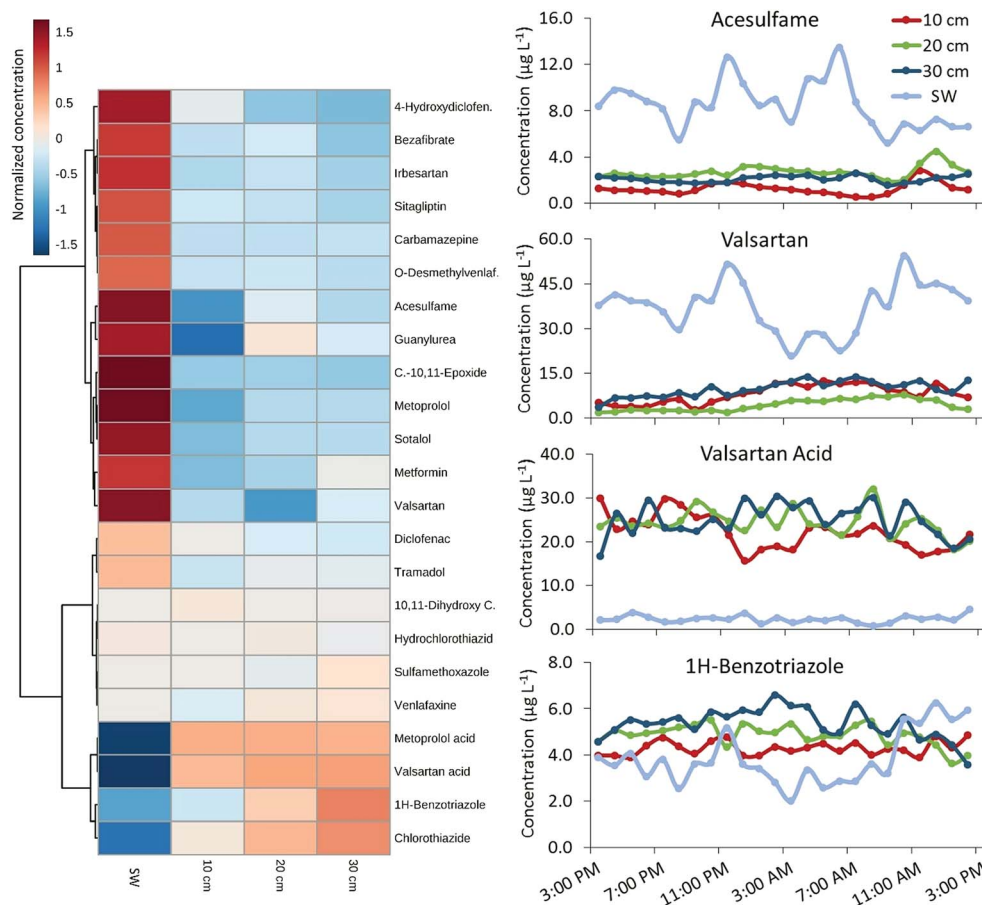 Normalized concentration
1.5
1
0.5
0
-0.5
-1
-1.5
4-Hydroxydiclofen.
Bezafibrate
Irbesartan
Sitagliptin
Carbamazepine
O-Desmethylvenlaf.
Acesulfame
Guanylurea
C.-10,11-Epoxide
Metoprolol
Sotalol
Metformin
Valsartan
Diclofenac
Tramadol
10,11-Dihydroxy C.
Hydrochlorothiazid
Sulfamethoxazole
Venlafaxine
Metoprolol acid
Valsartan acid
1H-Benzotriazole
Chlorothiazide
SW
10 cm
20 cm
30 cm
Acesulfame
10 cm
20 cm
30 cm
SW
Concentration (µg L⁻¹)
16.0
12.0
8.0
4.0
0.0
Valsartan
Concentration (µg L⁻¹)
60.0
45.0
30.0
15.0
0.0
Valsartan Acid
Concentration (µg L⁻¹)
40.0
30.0
20.0
10.0
0.0
1H-Benzotriazole
Concentration (µg L⁻¹)
8.0
6.0
4.0
2.0
0.0
3:00 PM
7:00 PM
11:00 PM
3:00 AM
7:00 AM
11:00 AM
3:00 PM